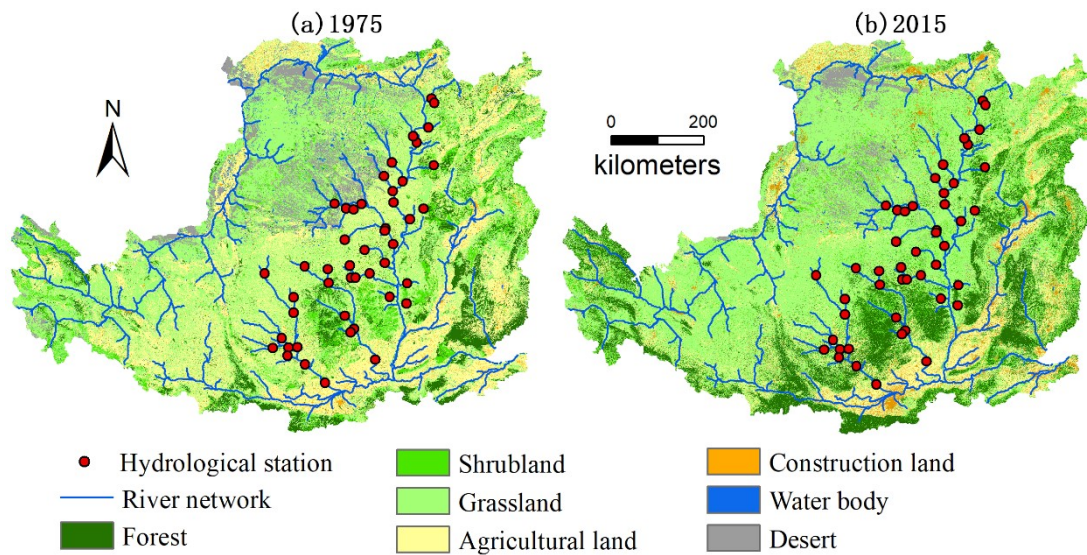 (a) 1975
(b) 2015
N
0 200
kilometers
Hydrological station
Shrubland
Construction land
River network
Grassland
Water body
Forest
Agricultural land
Desert